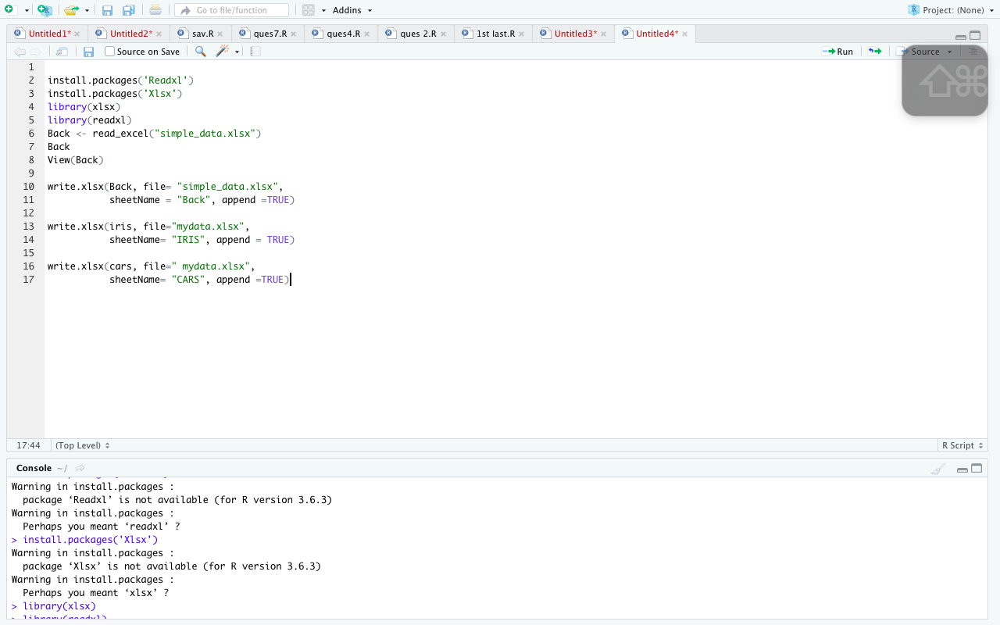 Go to file/function Addins Project: (None)
Untitled1* Untitled2* sav.R ques7.R ques4.R ques 2.R 1st last.R Untitled3* Untitled4*
Source on Save Run Source
1
2 install.packages('Readxl')
3 install.packages('Xlsx')
4 library(xlsx)
5 library(readxl)
6 Back <- read_excel("simple_data.xlsx")
7 Back
8 View(Back)
9
10 write.xlsx(Back, file= "simple_data.xlsx",
11 sheetName = "Back", append =TRUE)
12
13 write.xlsx(iris, file="mydata.xlsx",
14 sheetName= "IRIS", append = TRUE)
15
16 write.xlsx(cars, file=" mydata.xlsx",
17 sheetName= "CARS", append =TRUE)
17:44 (Top Level) R Script
Console ~/
Warning in install.packages :
package ‘Readxl’ is not available (for R version 3.6.3)
Warning in install.packages :
Perhaps you meant ‘readxl’ ?
> install.packages('Xlsx')
Warning in install.packages :
package ‘Xlsx’ is not available (for R version 3.6.3)
Warning in install.packages :
Perhaps you meant ‘xlsx’ ?
> library(xlsx)
> library(readxl)